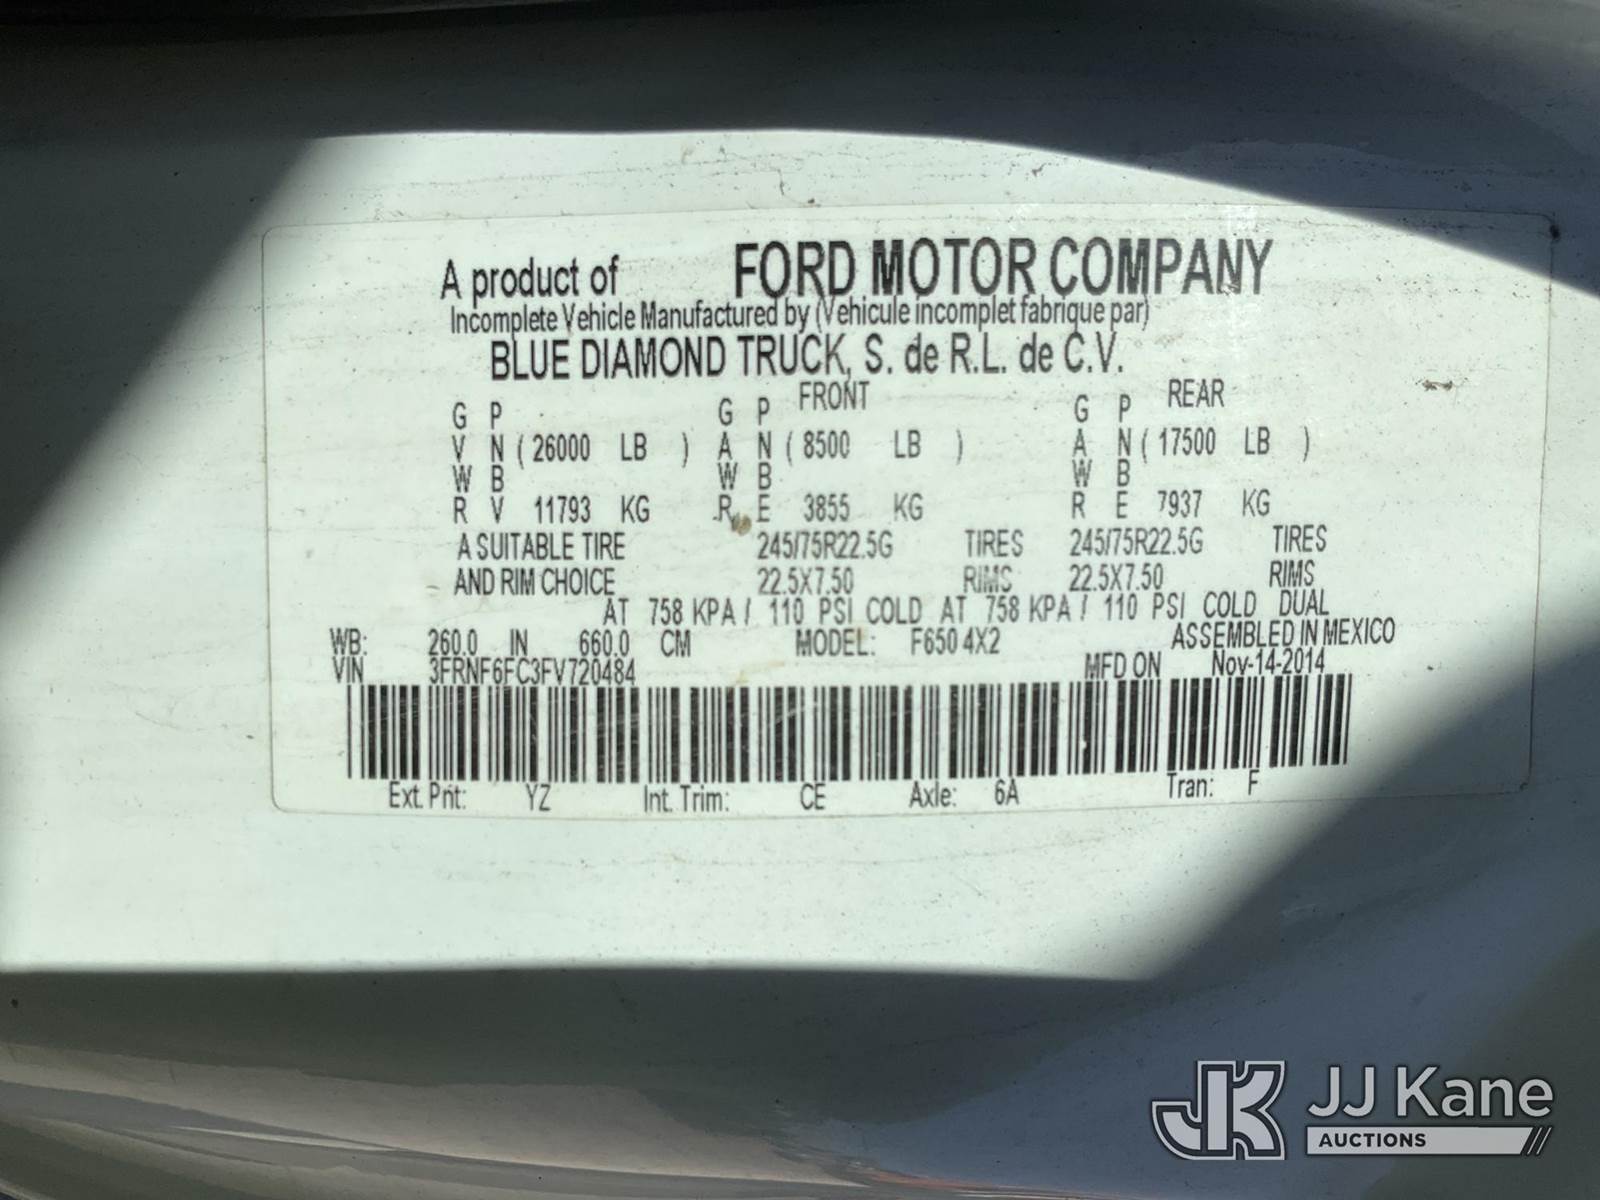 A product of FORD MOTOR COMPANY
Incomplete Vehicle Manufactured by (Vehicule incomplet fabrique par)
BLUE DIAMOND TRUCK, S. de R.L. de C.V.
G P G P FRONT G P REAR
V N ( 26000 LB ) A N ( 8500 LB ) A N ( 17500 LB )
W B W B W B
R V 11793 KG R E 3855 KG R E 7937 KG
A SUITABLE TIRE 245/75R22.5G TIRES 245/75R22.5G TIRES
AND RIM CHOICE 22.5X7.50 RIMS 22.5X7.50 RIMS
AT 758 KPA / 110 PSI COLD AT 758 KPA / 110 PSI COLD DUAL
WB: 260.0 IN 660.0 CM MODEL: F650 4X2 ASSEMBLED IN MEXICO
VIN 3FRNF6FC3FV720484 MFD ON Nov-14-2014
Ext. Pnt: YZ Int. Trim: CE Axle: 6A Tran: F
JK JJ Kane
AUCTIONS